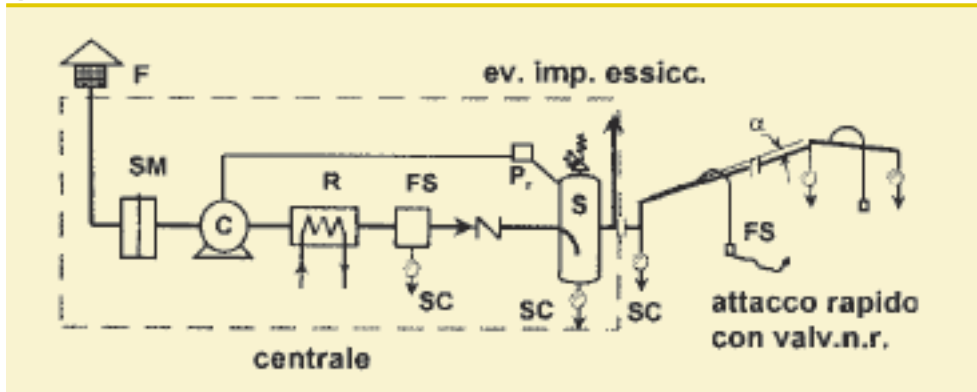 F
ev. imp. essicc.
SM
C
R
FS
Pr
S
α
FS
SC
SC
SC
attacco rapido
con valv.n.r.
centrale